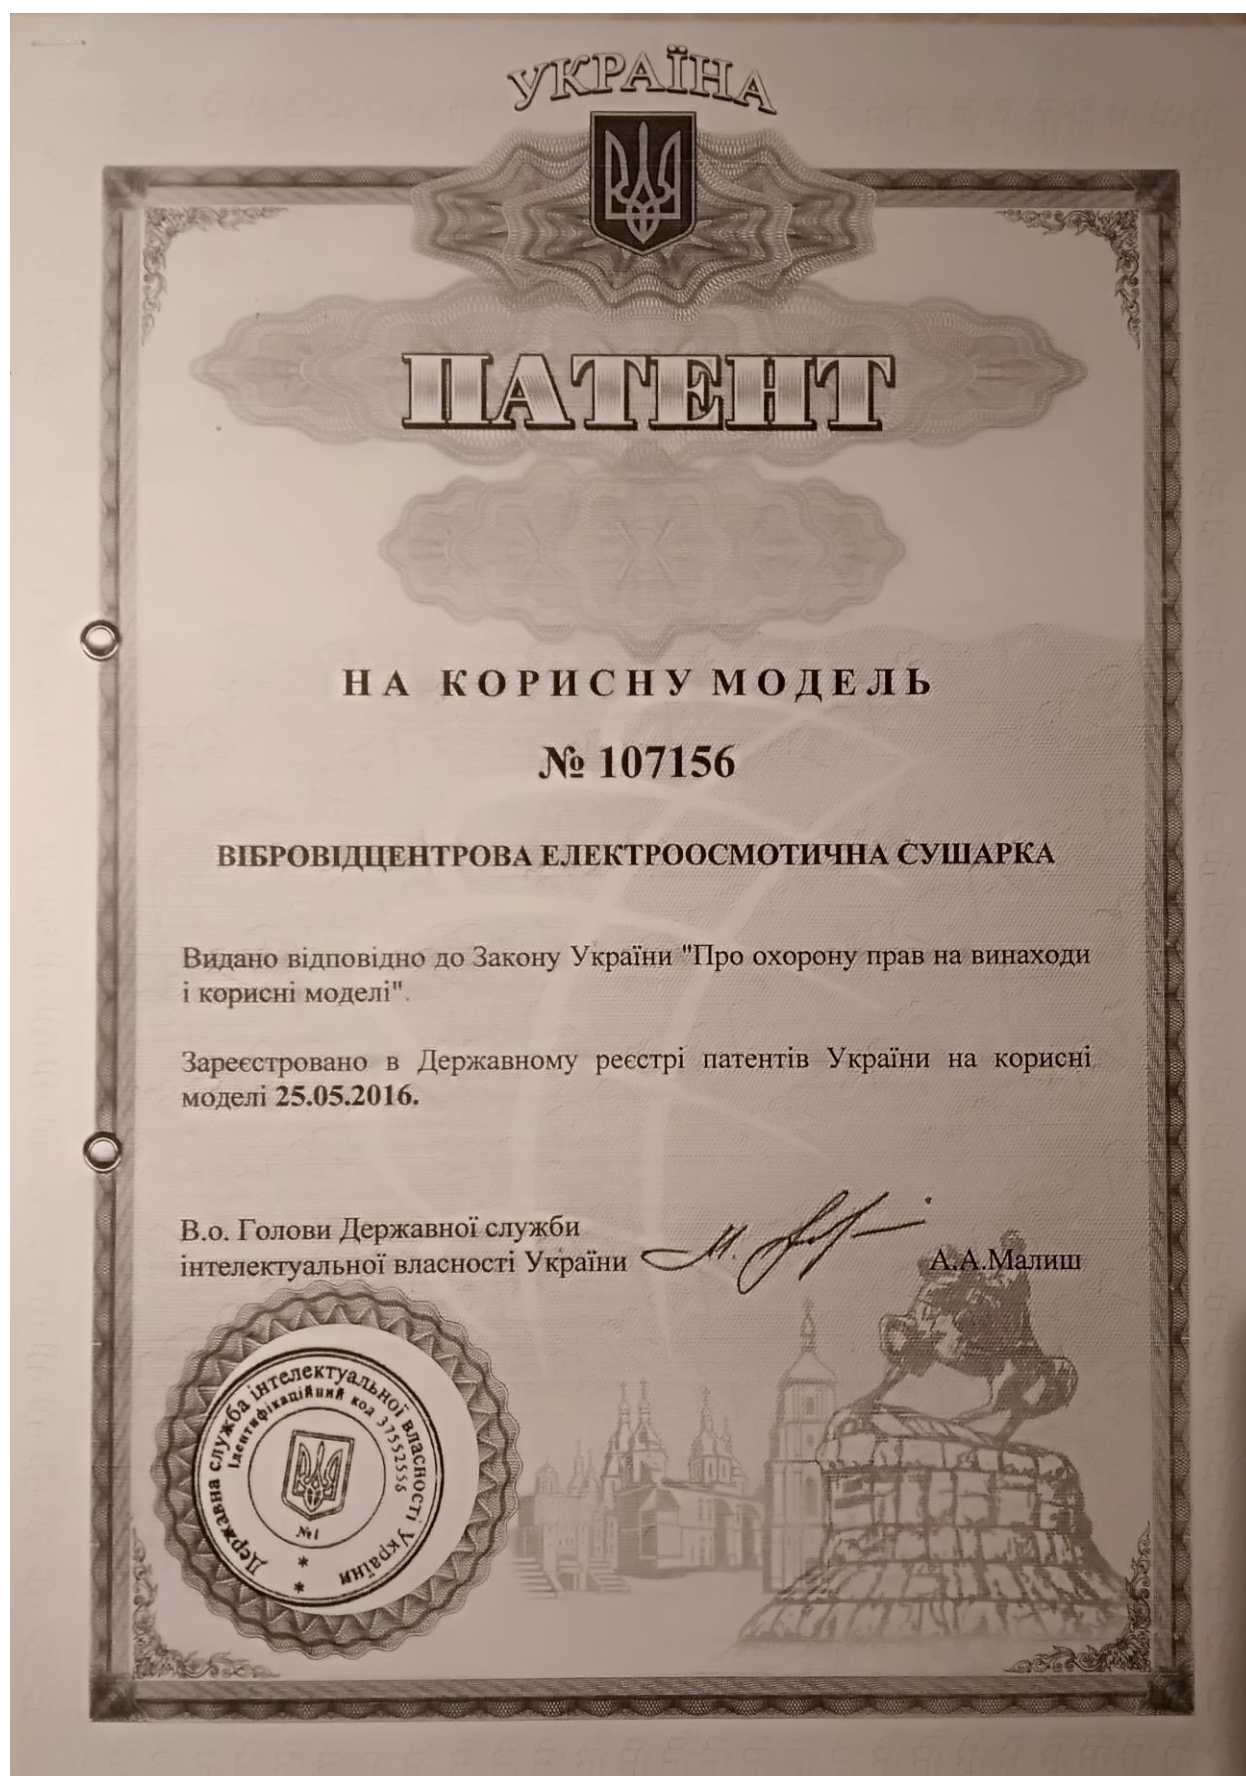 УКРАЇНА
ПАТЕНТ
НА КОРИСНУ МОДЕЛЬ
№ 107156
ВІБРОВІДЦЕНТРОВА ЕЛЕКТРООСМОТИЧНА СУШАРКА
Видано відповідно до Закону України "Про охорону прав на винаходи
і корисні моделі".
Зареєстровано в Державному реєстрі патентів України на корисні
моделі 25.05.2016.
В.о. Голови Державної служби
інтелектуальної власності України
А.А.Малиш
Державна служба інтелектуальної власності України
Ідентифікаційний код 37552556
№1